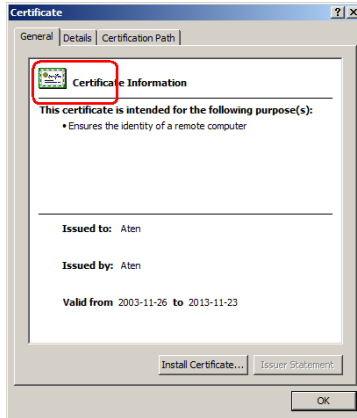 Certificate
General Details Certification Path
Certificate Information
This certificate is intended for the following purpose(s):
• Ensures the identity of a remote computer
Issued to: Aten
Issued by: Aten
Valid from 2003-11-26 to 2013-11-23
Install Certificate... Issuer Statement
OK